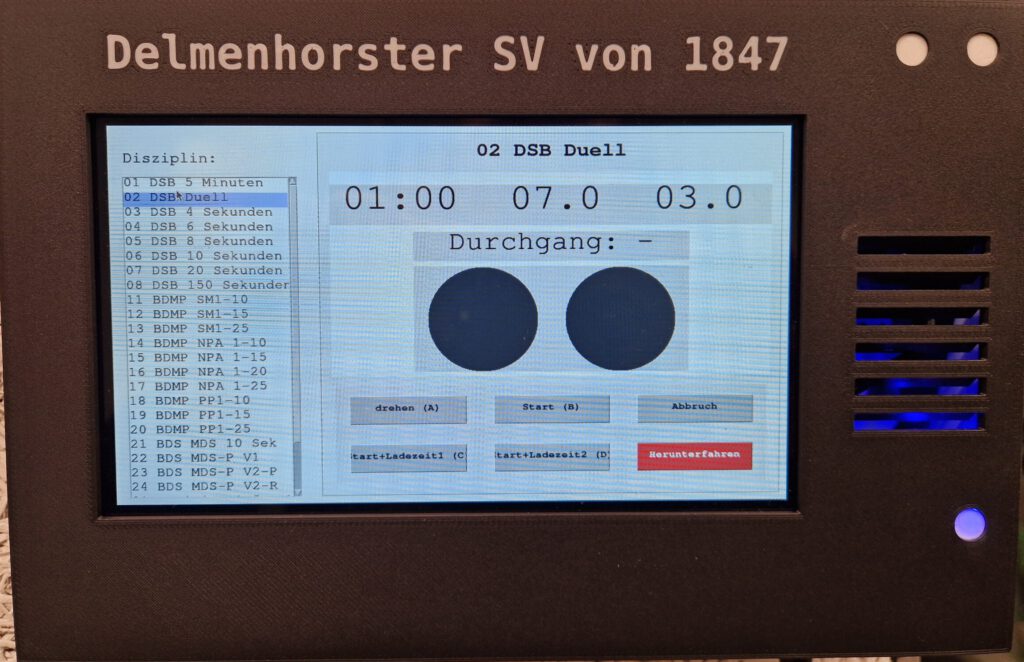 Delmenhorster SV von 1847
Disziplin:
01 DSB 5 Minuten
02 DSB Duell
03 DSB 4 Sekunden
04 DSB 6 Sekunden
05 DSB 8 Sekunden
06 DSB 10 Sekunden
07 DSB 20 Sekunden
08 DSB 150 Sekunden
11 BDMP SM1-10
12 BDMP SM1-15
13 BDMP SM1-25
14 BDMP NPA 1-10
15 BDMP NPA 1-15
16 BDMP NPA 1-20
17 BDMP NPA 1-25
18 BDMP PP1-10
19 BDMP PP1-15
20 BDMP PP1-25
21 BDS MDS 10 Sek
22 BDS MDS-P V1
23 BDS MDS-P V2-P
24 BDS MDS-P V2-R
02 DSB Duell
01:00 07.0 03.0
Durchgang: -
drehen (A) Start (B) Abbruch
tart+Ladezeit1 (C tart+Ladezeit2 (D) Herunterfahren